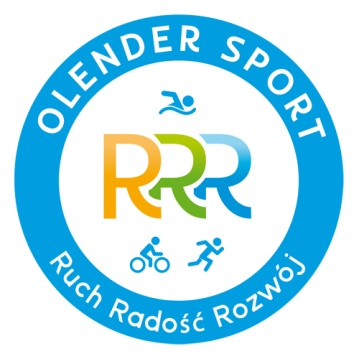 OLENDER SPORT
RRR
Ruch Radość Rozwój